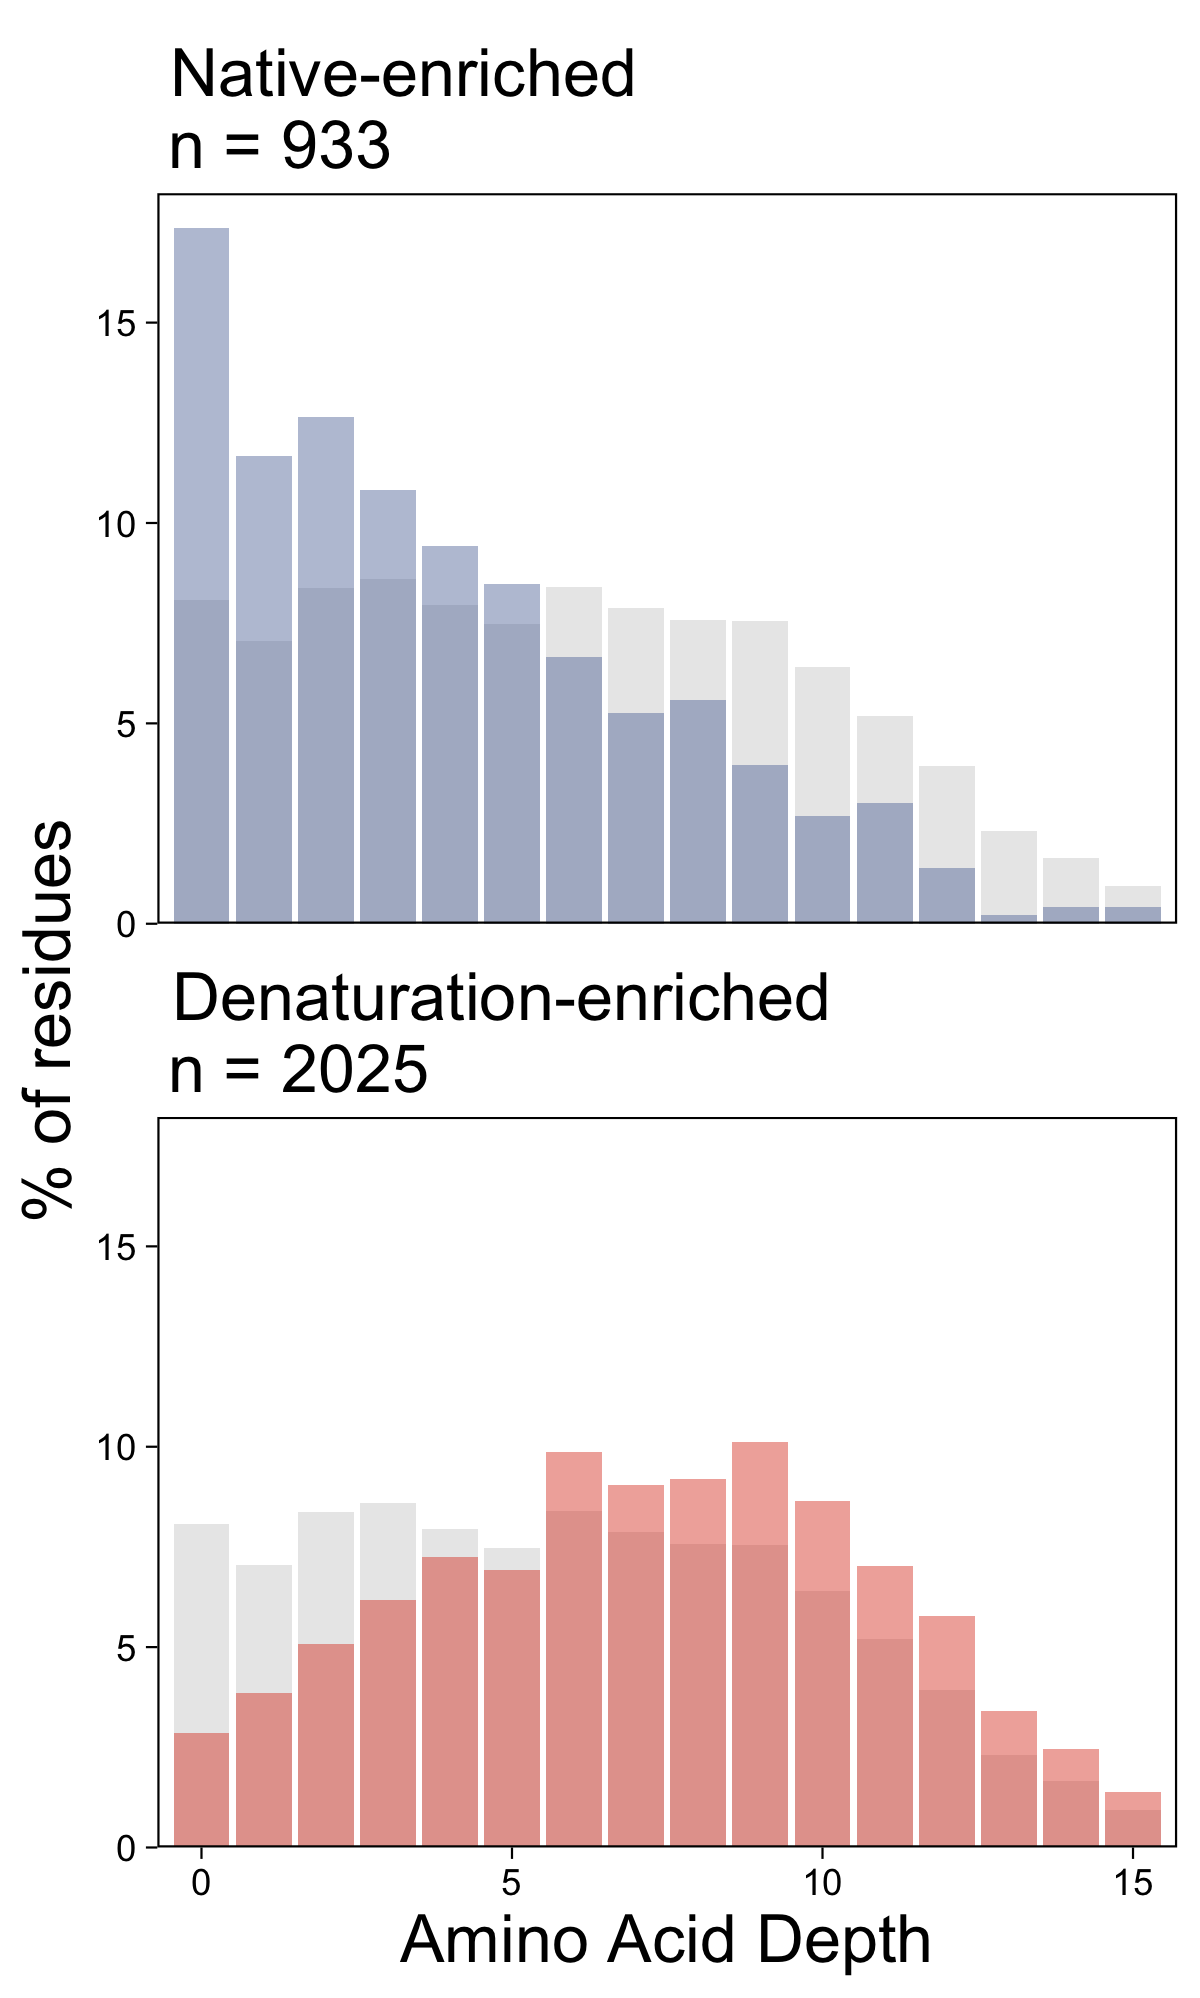 Native-enriched
n = 933
15
10
5
0
% of residues
Denaturation-enriched
n = 2025
15
10
5
0
0 5 10 15
Amino Acid Depth